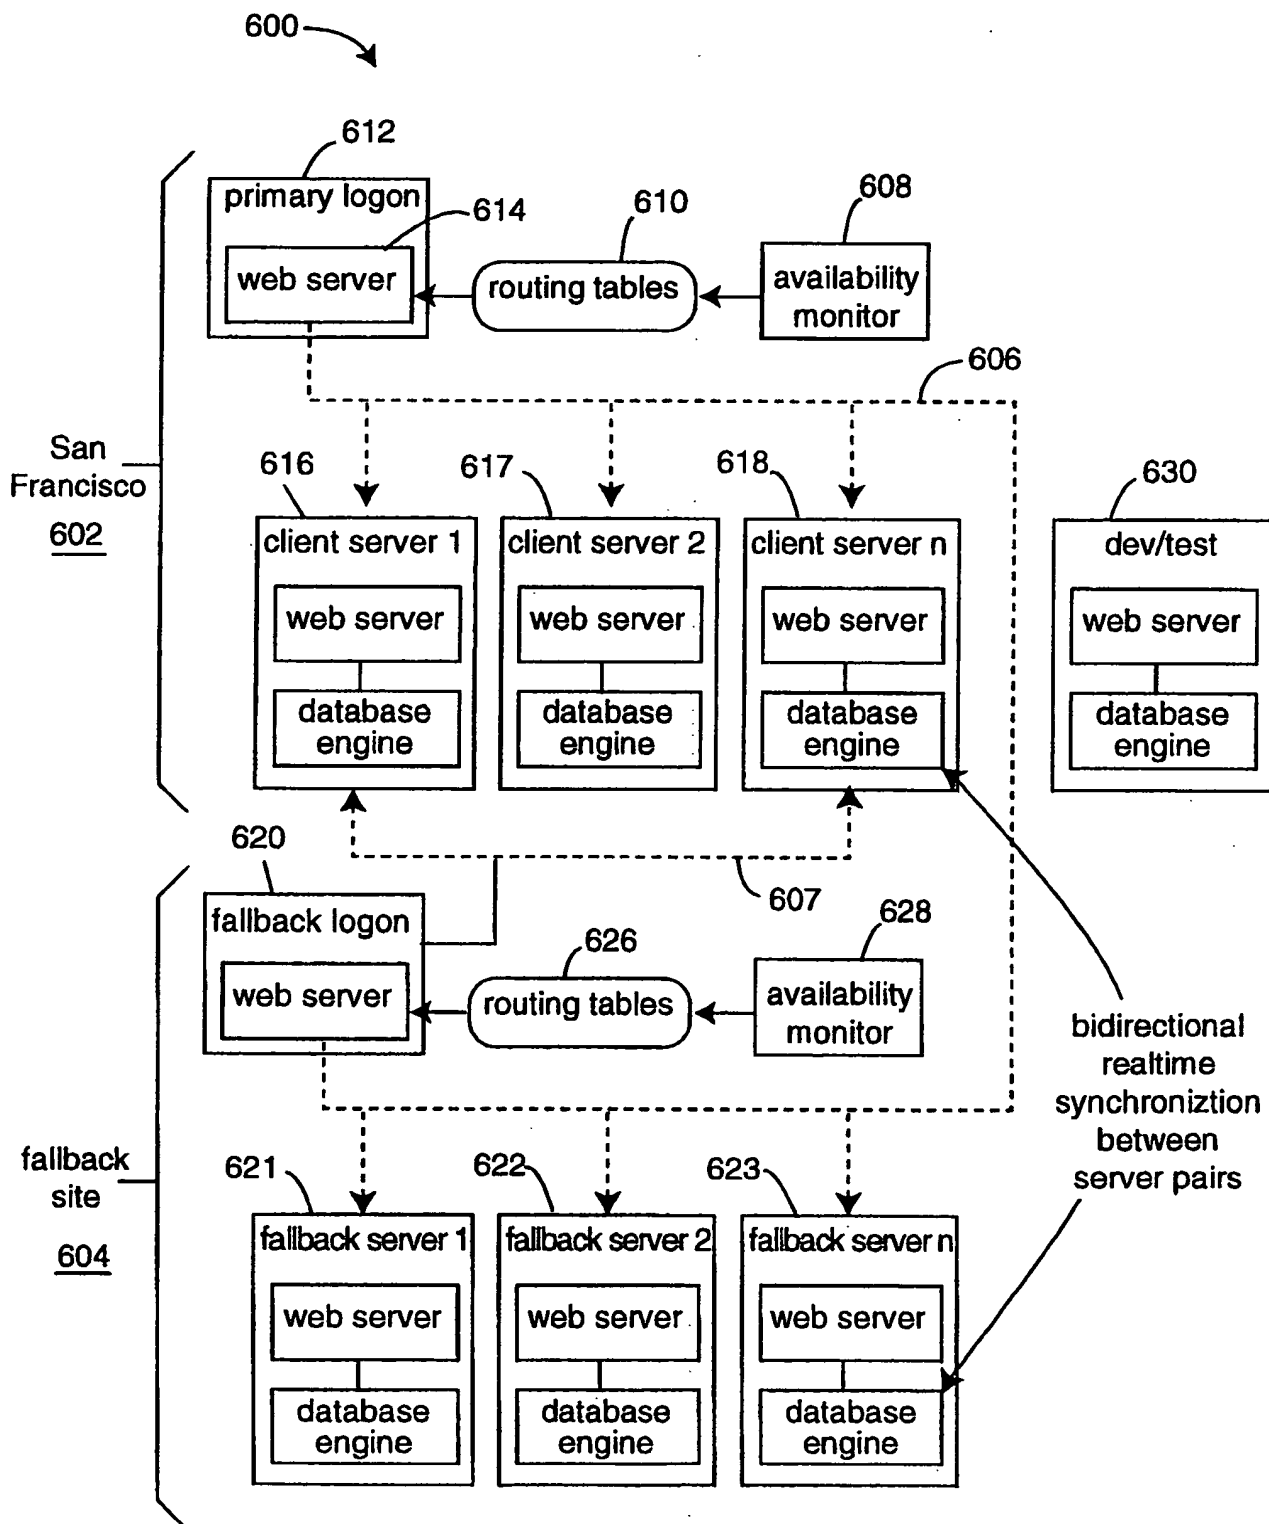 600
612
primary logon
614
web server
610
routing tables
608
availability
monitor
606
San
Francisco
602
616
client server 1
web server
database
engine
617
client server 2
web server
database
engine
618
client server n
web server
database
engine
630
dev/test
web server
database
engine
607
620
fallback logon
web server
626
routing tables
628
availability
monitor
bidirectional
realtime
synchroniztion
between
server pairs
fallback
site
604
621
fallback server 1
web server
database
engine
622
fallback server 2
web server
database
engine
623
fallback server n
web server
database
engine